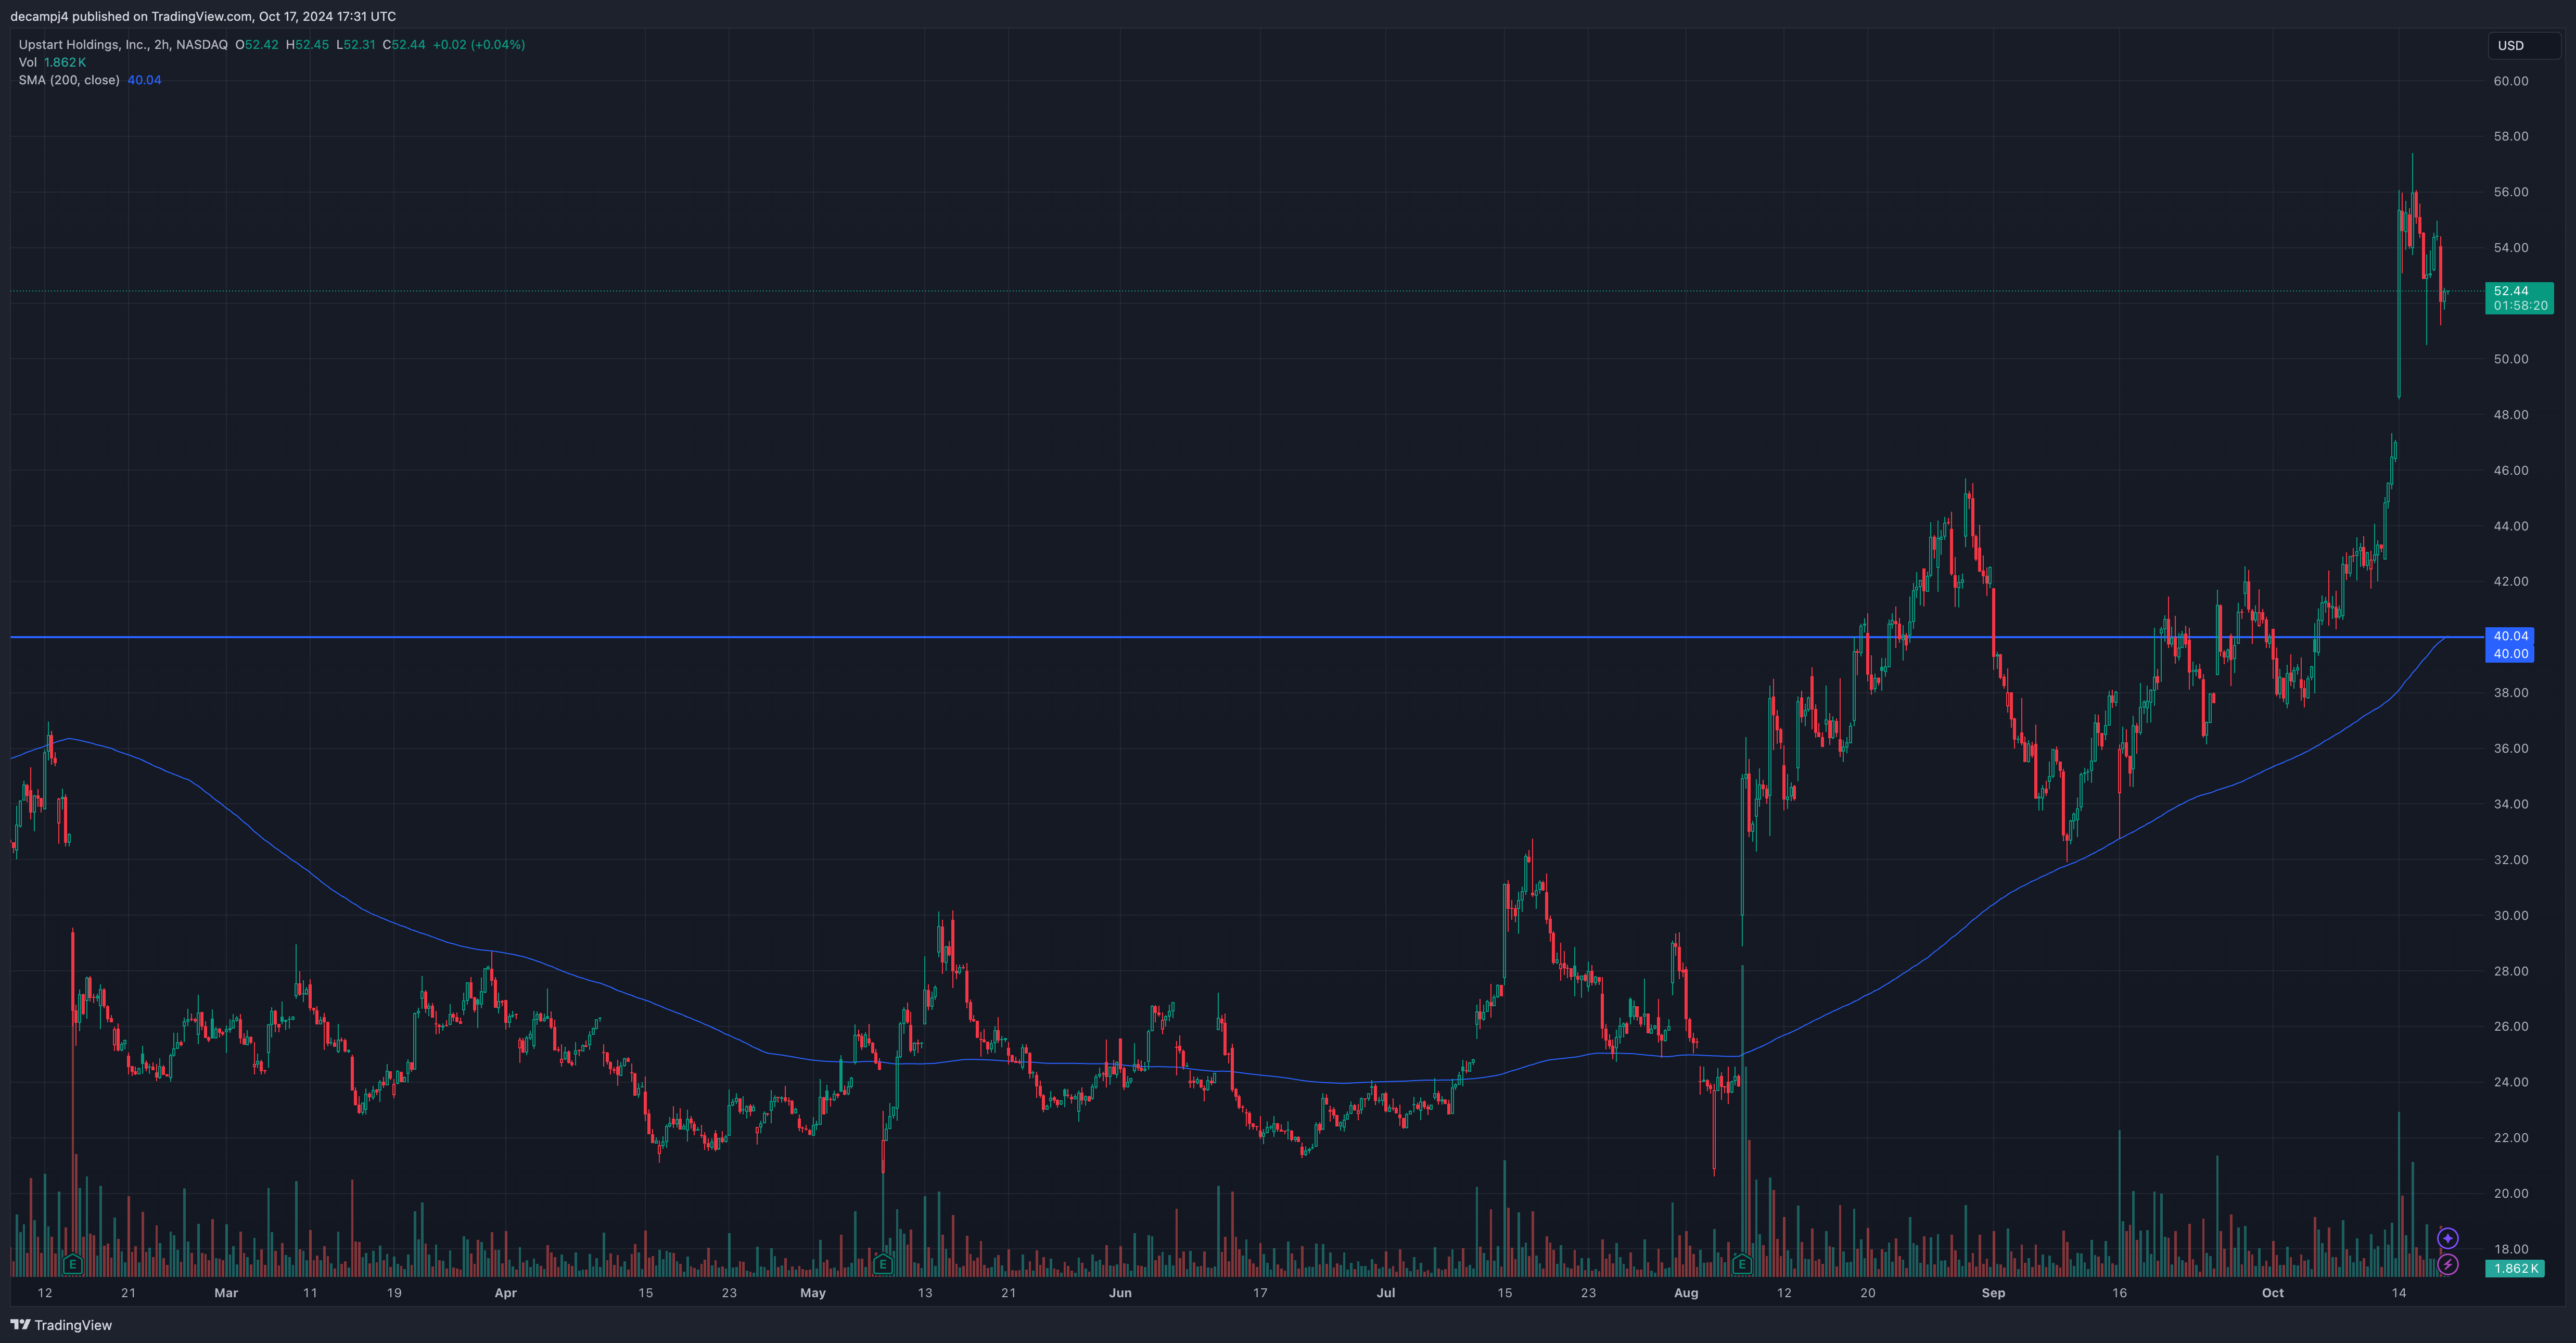 decampj4 published on TradingView.com, Oct 17, 2024 17:31 UTC
Upstart Holdings, Inc., 2h, NASDAQ O52.42 H52.45 L52.31 C52.44 +0.02 (+0.04%)
Vol 1.862K
SMA (200, close) 40.04
USD
60.00
58.00
56.00
54.00
52.44
01:58:20
50.00
48.00
46.00
44.00
42.00
40.04
40.00
38.00
36.00
34.00
32.00
30.00
28.00
26.00
24.00
22.00
20.00
18.00
1.862K
E E E
12 21 Mar 11 19 Apr 15 23 May 13 21 Jun 17 Jul 15 23 Aug 12 20 Sep 16 Oct 14
TradingView